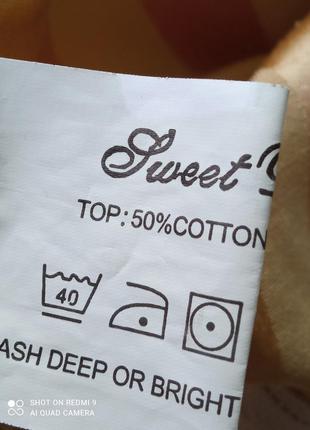 Sweet
TOP: 50%COTTON
40
ASH DEEP OR BRIGHT
SHOT ON REDMI 9
AI QUAD CAMERA